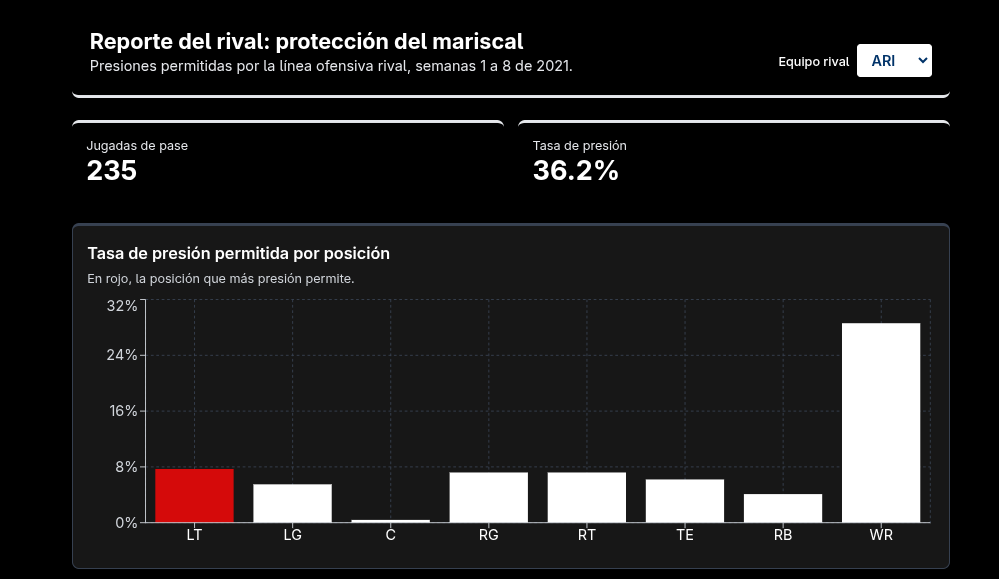 Reporte del rival: protección del mariscal
Presiones permitidas por la línea ofensiva rival, semanas 1 a 8 de 2021.
Equipo rival
ARI
Jugadas de pase
235
Tasa de presión
36.2%
Tasa de presión permitida por posición
En rojo, la posición que más presión permite.
32%
24%
16%
8%
0%
LT LG C RG RT TE RB WR